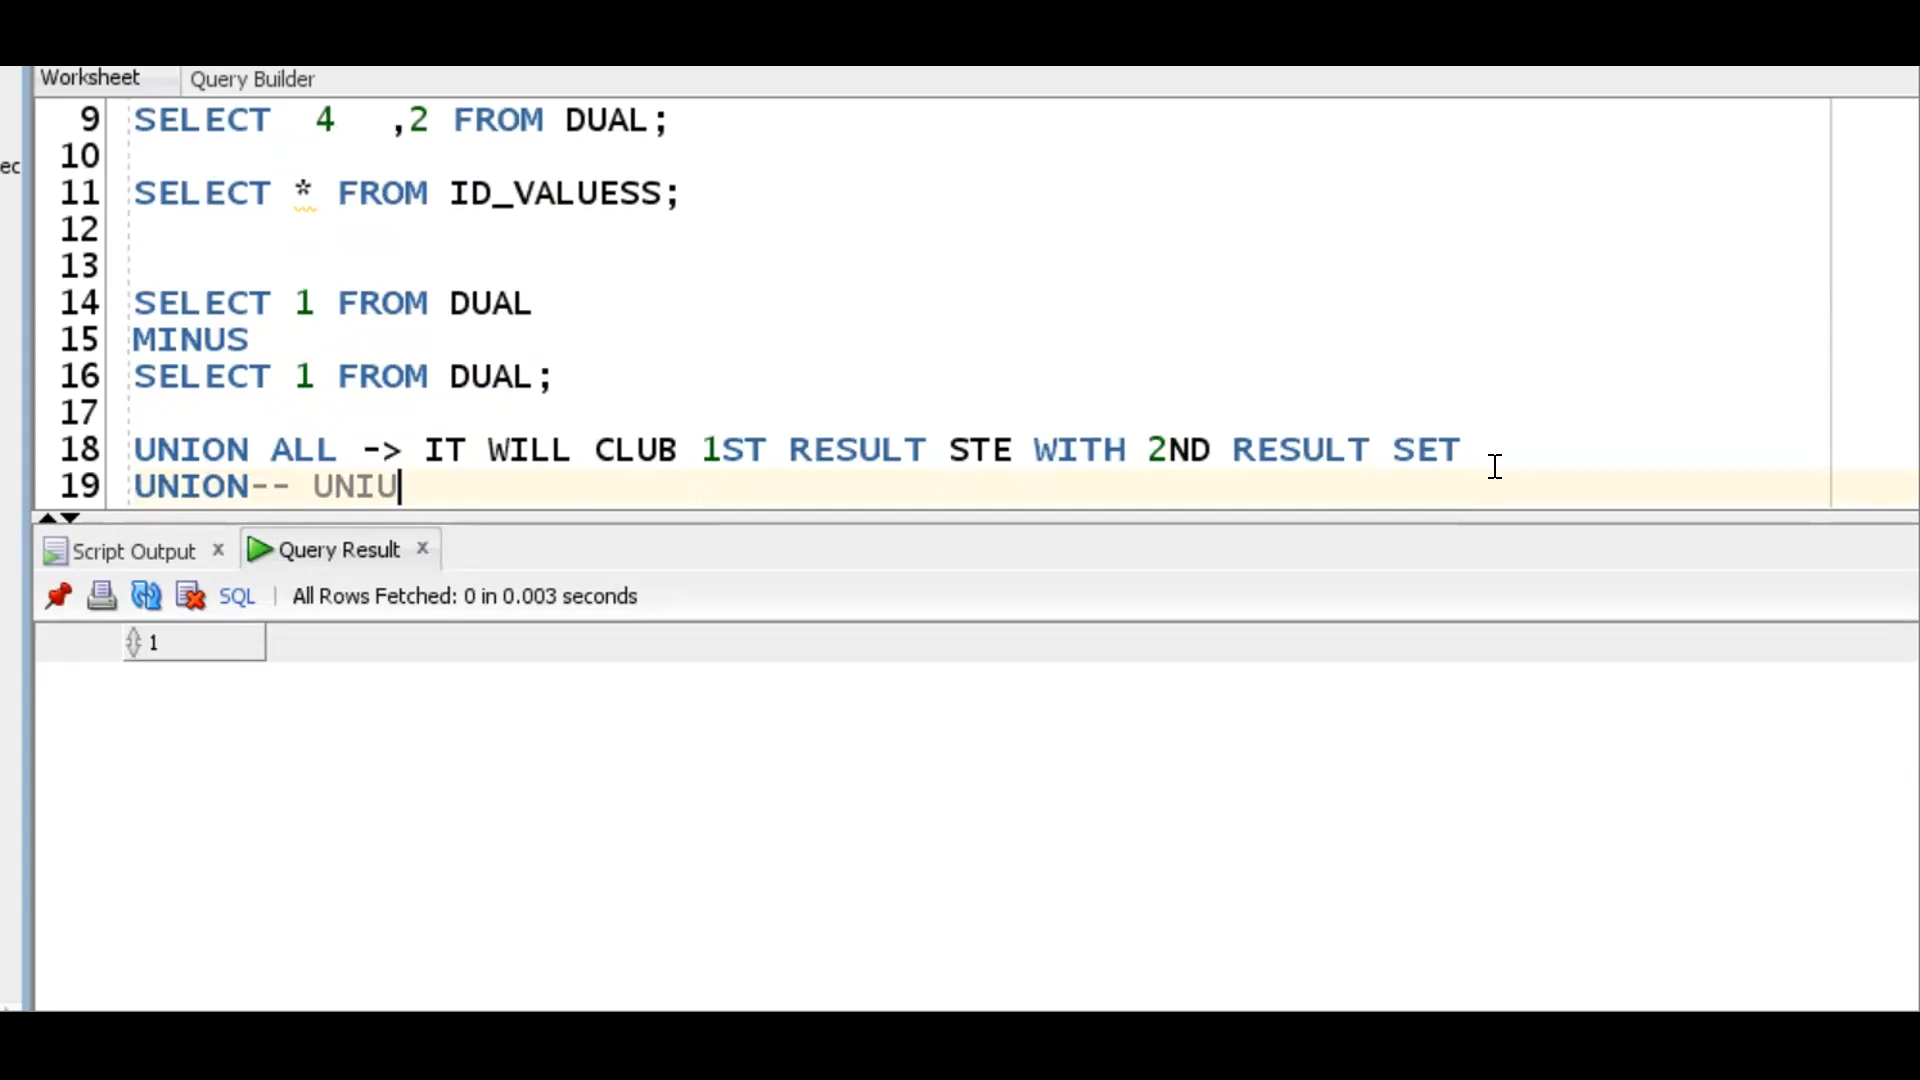 Worksheet Query Builder
9 SELECT 4 ,2 FROM DUAL;
10
ec
11 SELECT * FROM ID_VALUESS;
12
13
14 SELECT 1 FROM DUAL
15 MINUS
16 SELECT 1 FROM DUAL;
17
18 UNION ALL -> IT WILL CLUB 1ST RESULT STE WITH 2ND RESULT SET
19 UNION-- UNIU
Script Output x Query Result x
SQL | All Rows Fetched: 0 in 0.003 seconds
1